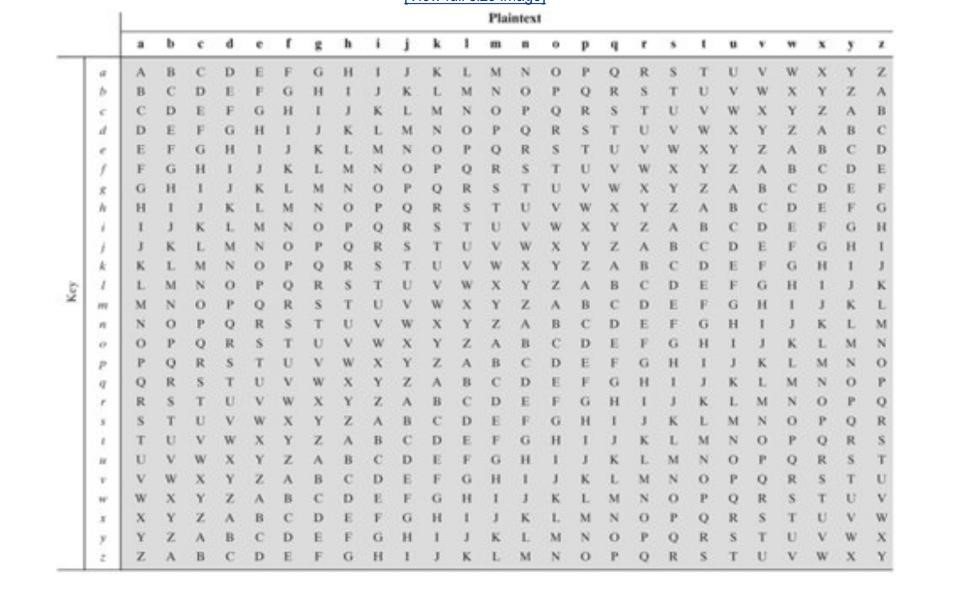 [View full size image]
Plaintext
a b c d e f g h i j k l m n o p q r s t u v w x y z
Key
a A B C D E F G H I J K L M N O P Q R S T U V W X Y Z
b B C D E F G H I J K L M N O P Q R S T U V W X Y Z A
c C D E F G H I J K L M N O P Q R S T U V W X Y Z A B
d D E F G H I J K L M N O P Q R S T U V W X Y Z A B C
e E F G H I J K L M N O P Q R S T U V W X Y Z A B C D
f F G H I J K L M N O P Q R S T U V W X Y Z A B C D E
g G H I J K L M N O P Q R S T U V W X Y Z A B C D E F
h H I J K L M N O P Q R S T U V W X Y Z A B C D E F G
i I J K L M N O P Q R S T U V W X Y Z A B C D E F G H
j J K L M N O P Q R S T U V W X Y Z A B C D E F G H I
k K L M N O P Q R S T U V W X Y Z A B C D E F G H I J
l L M N O P Q R S T U V W X Y Z A B C D E F G H I J K
m M N O P Q R S T U V W X Y Z A B C D E F G H I J K L
n N O P Q R S T U V W X Y Z A B C D E F G H I J K L M
o O P Q R S T U V W X Y Z A B C D E F G H I J K L M N
p P Q R S T U V W X Y Z A B C D E F G H I J K L M N O
q Q R S T U V W X Y Z A B C D E F G H I J K L M N O P
r R S T U V W X Y Z A B C D E F G H I J K L M N O P Q
s S T U V W X Y Z A B C D E F G H I J K L M N O P Q R
t T U V W X Y Z A B C D E F G H I J K L M N O P Q R S
u U V W X Y Z A B C D E F G H I J K L M N O P Q R S T
v V W X Y Z A B C D E F G H I J K L M N O P Q R S T U
w W X Y Z A B C D E F G H I J K L M N O P Q R S T U V
x X Y Z A B C D E F G H I J K L M N O P Q R S T U V W
y Y Z A B C D E F G H I J K L M N O P Q R S T U V W X
z Z A B C D E F G H I J K L M N O P Q R S T U V W X Y